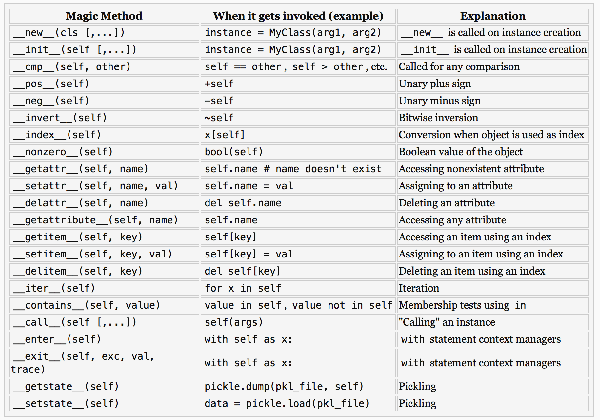 Magic Method When it gets invoked (example) Explanation
__new__(cls [,...]) instance = MyClass(arg1, arg2) __new__ is called on instance creation
__init__(self [,...]) instance = MyClass(arg1, arg2) __init__ is called on instance creation
__cmp__(self, other) self == other, self > other, etc. Called for any comparison
__pos__(self) +self Unary plus sign
__neg__(self) -self Unary minus sign
__invert__(self) ~self Bitwise inversion
__index__(self) x[self] Conversion when object is used as index
__nonzero__(self) bool(self) Boolean value of the object
__getattr__(self, name) self.name # name doesn't exist Accessing nonexistent attribute
__setattr__(self, name, val) self.name = val Assigning to an attribute
__delattr__(self, name) del self.name Deleting an attribute
__getattribute__(self, name) self.name Accessing any attribute
__getitem__(self, key) self[key] Accessing an item using an index
__setitem__(self, key, val) self[key] = val Assigning to an item using an index
__delitem__(self, key) del self[key] Deleting an item using an index
__iter__(self) for x in self Iteration
__contains__(self, value) value in self, value not in self Membership tests using in
__call__(self [,...]) self(args) "Calling" an instance
__enter__(self) with self as x: with statement context managers
__exit__(self, exc, val, with self as x: with statement context managers
trace)
__getstate__(self) pickle.dump(pkl_file, self) Pickling
__setstate__(self) data = pickle.load(pkl_file) Pickling